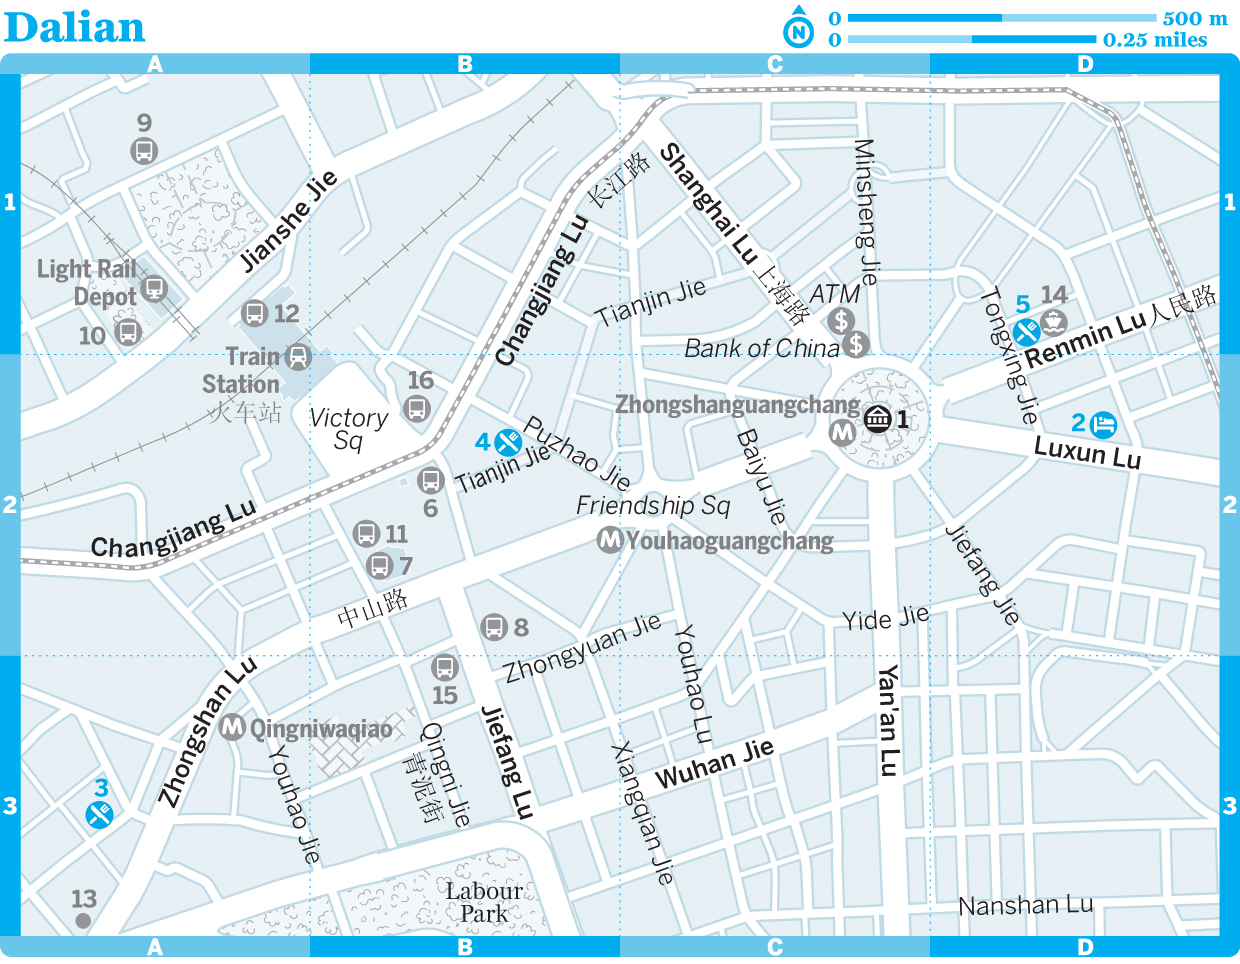 Dalian
N
0 500 m
0 0.25 miles
A B C D
1
9
Jianshe Jie
长江路
Changjiang Lu
Shanghai Lu 上海路
Minsheng Jie
1
Light Rail
Depot
10
12
Tianjin Jie
ATM
$
Bank of China $
Tongxing Jie
5
14
Renmin Lu 人民路
Train
Station
火车站
Victory
Sq
16
4
Puzhao Jie
Tianjin Jie
6
Zhongshanguangchang
M
1
2
Luxun Lu
Baiyu Jie
2
Changjiang Lu
11
7
Friendship Sq
M Youhaoguangchang
2
中山路
8
Zhongyuan Jie
Yide Jie
Jiefang Jie
15
Zhongshan Lu
M Qingniwaqiao
Youhao Jie
Qingni Jie
青泥街
Jiefang Lu
Youhao Lu
Xiangqian Jie
Wuhan Jie
Yan'an Lu
3
3
3
13
Labour
Park
Nanshan Lu
A B C D